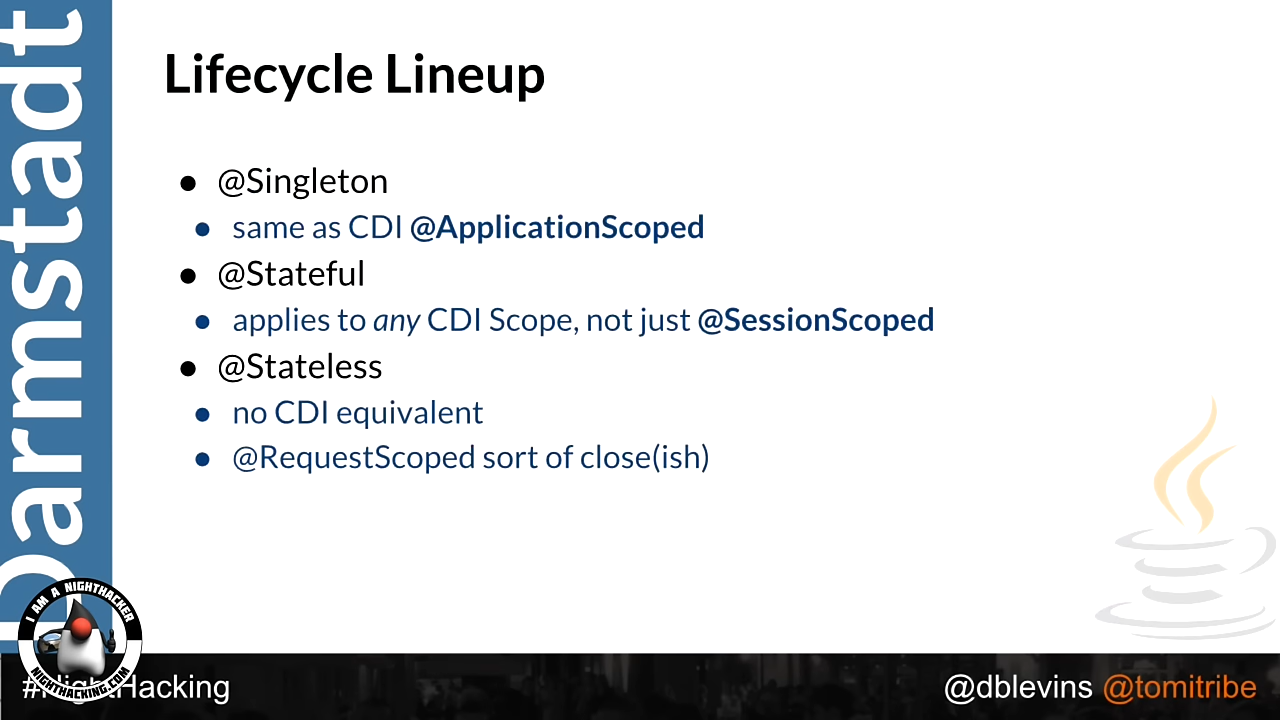 Darmstadt
Lifecycle Lineup
● @Singleton
● same as CDI @ApplicationScoped
● @Stateful
● applies to any CDI Scope, not just @SessionScoped
● @Stateless
● no CDI equivalent
● @RequestScoped sort of close(ish)
I AM A NIGHTHACKER
NIGHTHACKING.COM
#NightHacking
@dblevins @tomitribe